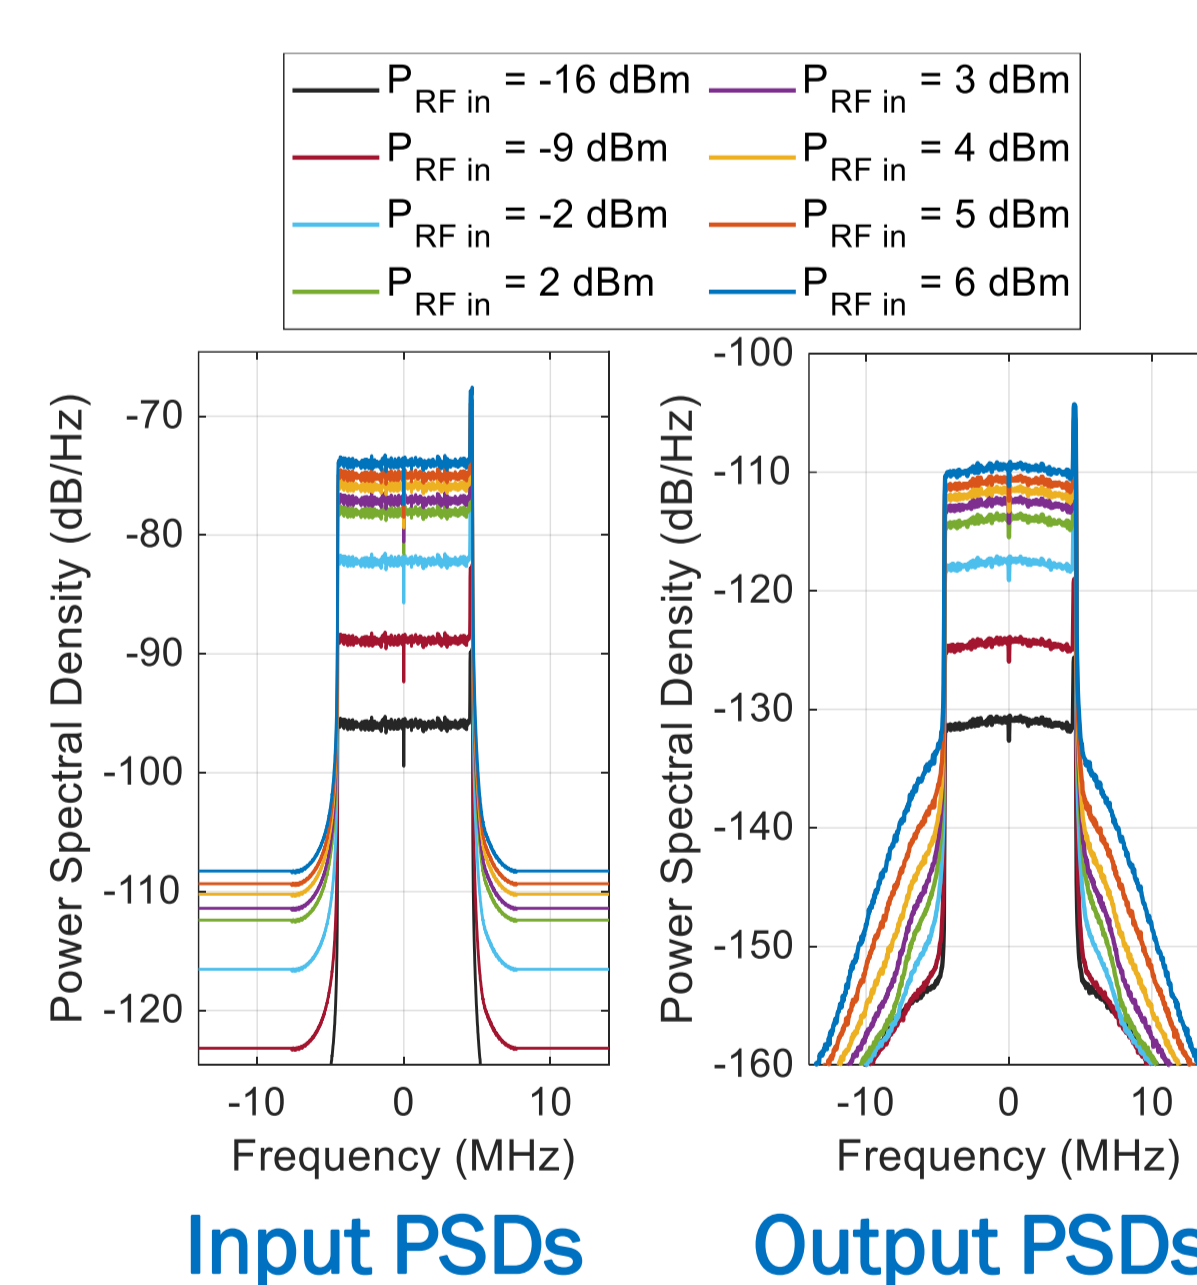 P RF in = -16 dBm P RF in = 3 dBm
P RF in = -9 dBm P RF in = 4 dBm
P RF in = -2 dBm P RF in = 5 dBm
P RF in = 2 dBm P RF in = 6 dBm
Power Spectral Density (dB/Hz)
-70
-80
-90
-100
-110
-120
-10 0 10
Frequency (MHz)
Input PSDs
Power Spectral Density (dB/Hz)
-100
-110
-120
-130
-140
-150
-160
-10 0 10
Frequency (MHz)
Output PSDs